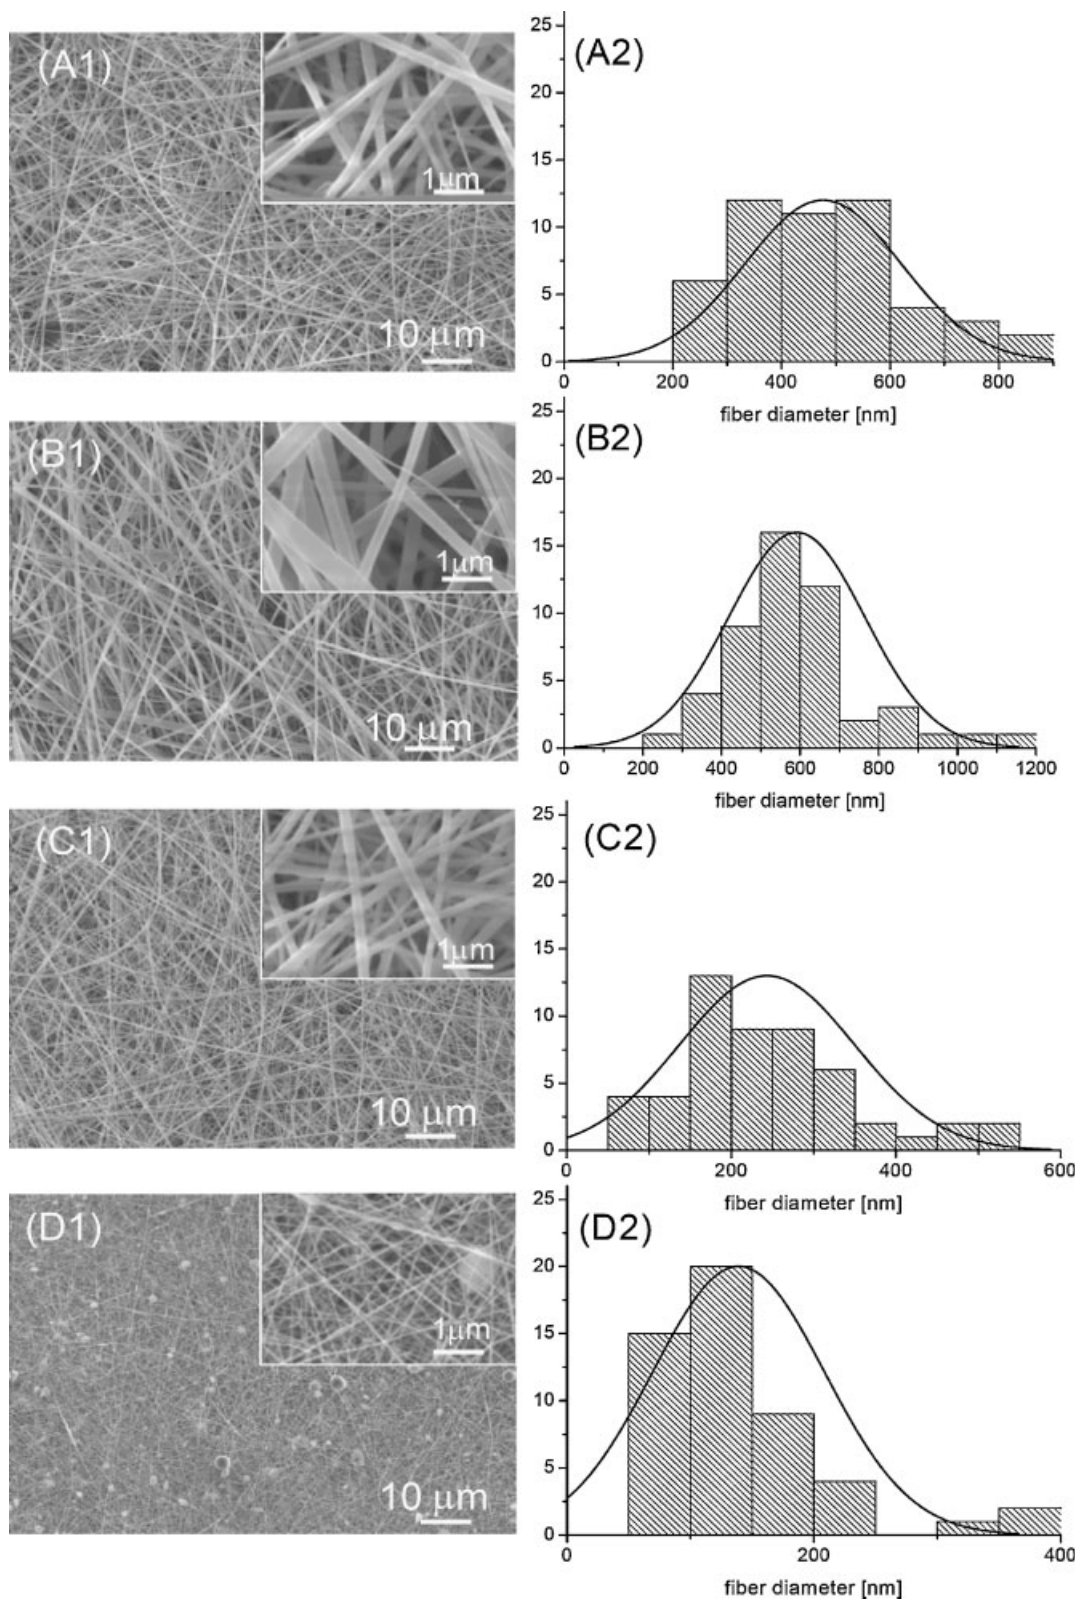 (A1)
1μm
10 μm
(A2)
25
20
15
10
5
0
0 200 400 600 800
fiber diameter [nm]
(B1)
1μm
10 μm
(B2)
25
20
15
10
5
0
0 200 400 600 800 1000 1200
fiber diameter [nm]
(C1)
1μm
10 μm
(C2)
25
20
15
10
5
0
0 200 400 600
fiber diameter [nm]
(D1)
1μm
10 μm
(D2)
25
20
15
10
5
0
0 200 400
fiber diameter [nm]